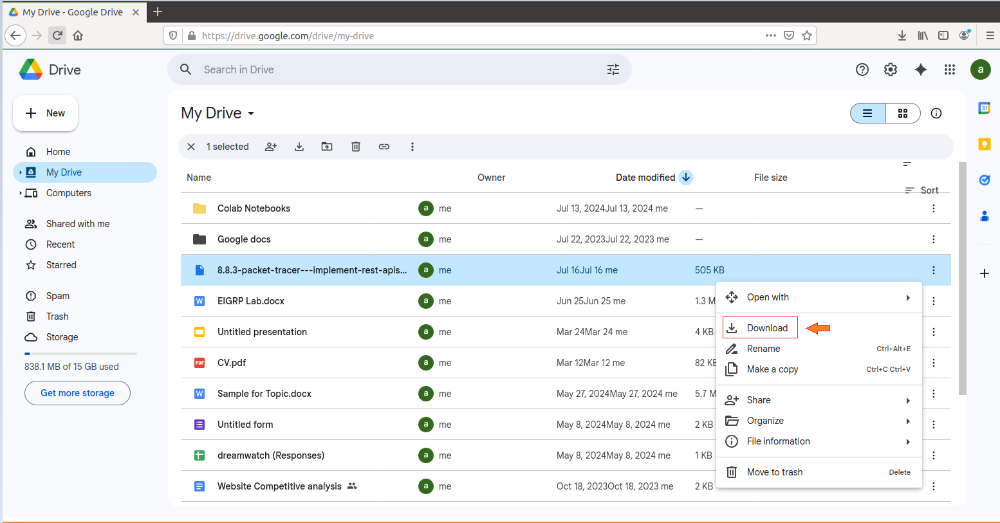 My Drive - Google Drive
https://drive.google.com/drive/my-drive
Drive
Search in Drive
a
New
My Drive
31
1 selected
Home
My Drive
Computers
Shared with me
Recent
Starred
Spam
Trash
Storage
838.1 MB of 15 GB used
Get more storage
Name Owner Date modified File size
Sort
Colab Notebooks a me Jul 13, 2024Jul 13, 2024 me —
Google docs a me Jul 22, 2023Jul 22, 2023 me —
8.8.3-packet-tracer---implement-rest-apis... a me Jul 16Jul 16 me 505 KB
W EIGRP Lab.docx a me Jun 25Jun 25 me 1.3 M
Untitled presentation a me Mar 24Mar 24 me 4 KB
PDF CV.pdf a me Mar 12Mar 12 me 82 KB
W Sample for Topic.docx a me May 27, 2024May 27, 2024 me 5.7 M
Untitled form a me May 8, 2024May 8, 2024 me 2 KB
dreamwatch (Responses) a me May 8, 2024May 8, 2024 me 1 KB
Website Competitive analysis a me Oct 18, 2023Oct 18, 2023 me 2 KB
Open with
Download
Rename Ctrl+Alt+E
Make a copy Ctrl+C Ctrl+V
Share
Organize
File information
Move to trash Delete